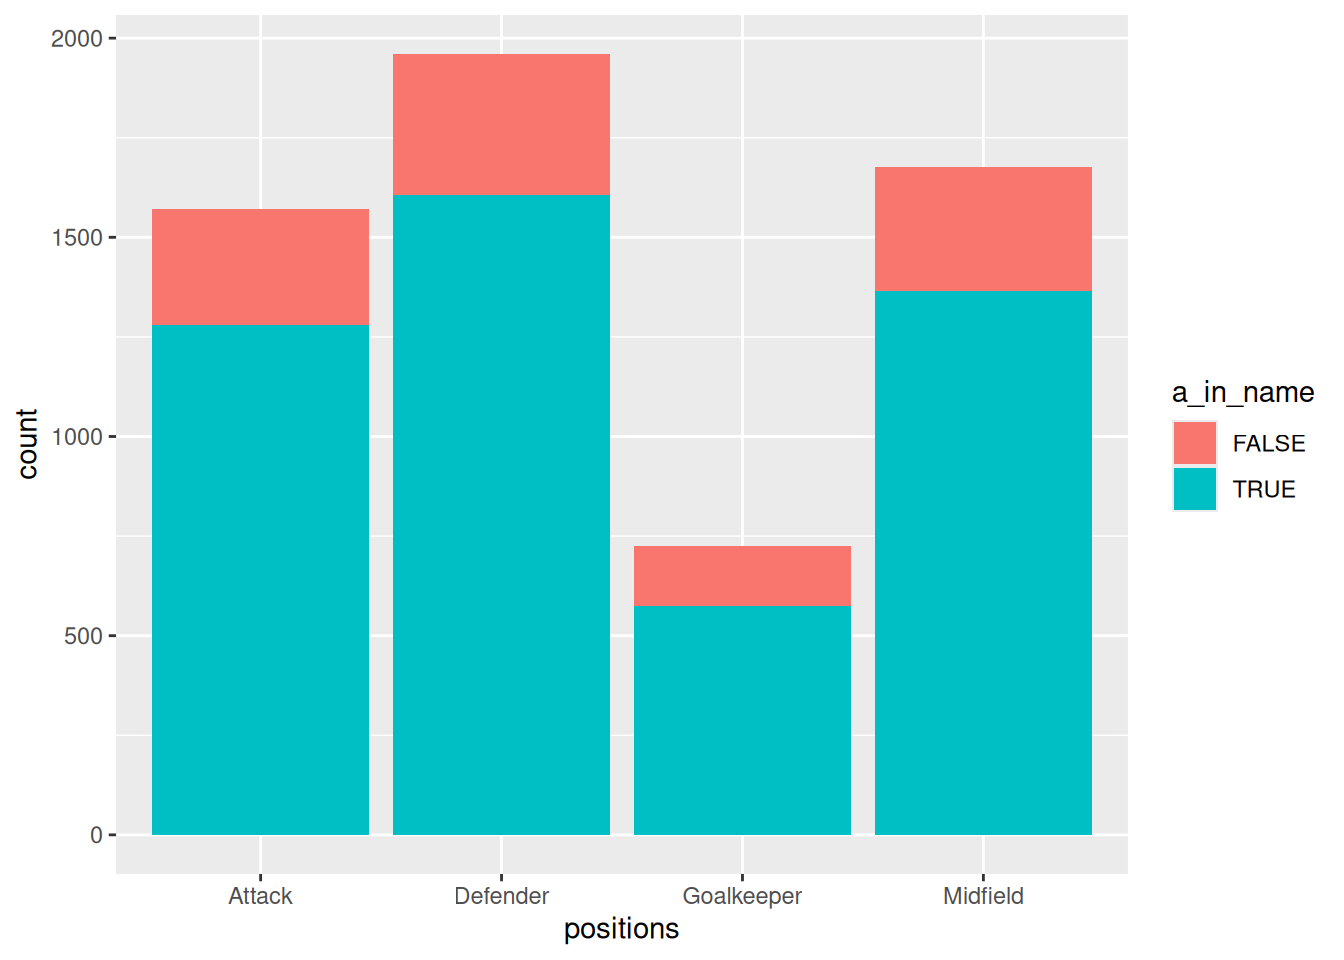 2000
1500
1000
500
0
count
Attack
Defender
Goalkeeper
Midfield
positions
a_in_name
FALSE
TRUE